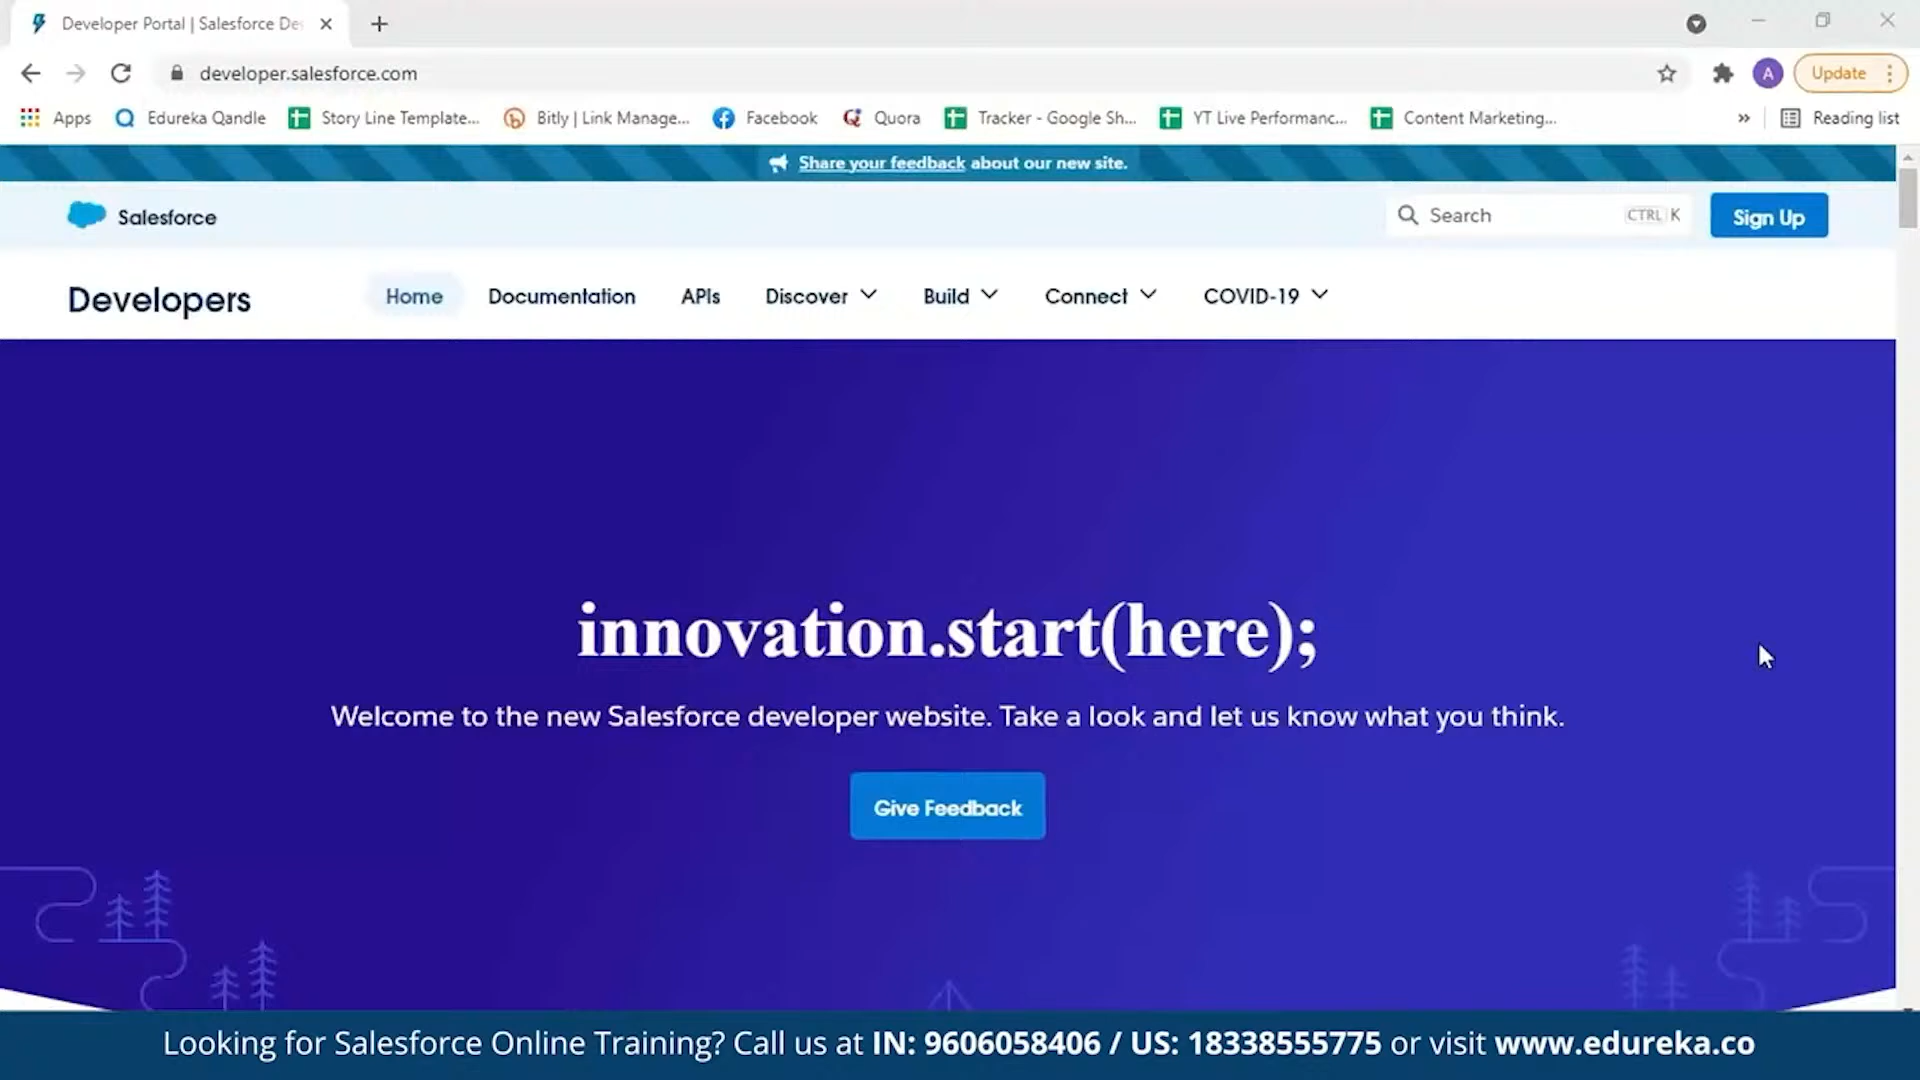 Developer Portal | Salesforce De
developer.salesforce.com
A
Update
Apps
Edureka Qandle
Story Line Template...
Bitly | Link Manage...
Facebook
Quora
Tracker - Google Sh...
YT Live Performanc...
Content Marketing...
»
Reading list
Share your feedback about our new site.
Salesforce
Search
CTRL K
Sign Up
Developers
Home
Documentation
APIs
Discover
Build
Connect
COVID-19
innovation.start(here);
Welcome to the new Salesforce developer website. Take a look and let us know what you think.
Give Feedback
Looking for Salesforce Online Training? Call us at IN: 9606058406 / US: 18338555775 or visit www.edureka.co